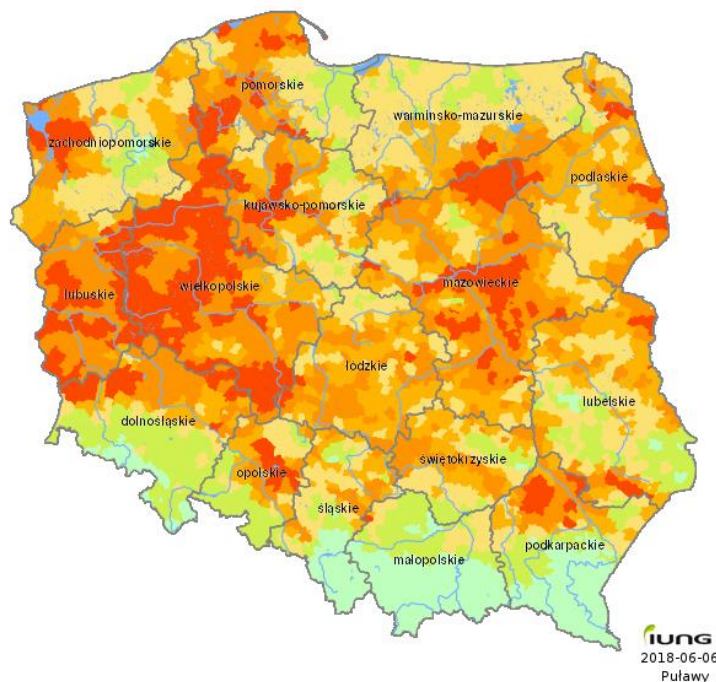 pomorskie
warmińsko-mazurskie
zachodniopomorskie
podlaskie
kujawsko-pomorskie
mazowieckie
wielkopolskie
lubuskie
łódzkie
lubelskie
dolnośląskie
świętokrzyskie
opolskie
śląskie
podkarpackie
małopolskie
IUNG
2018-06-06
Puławy